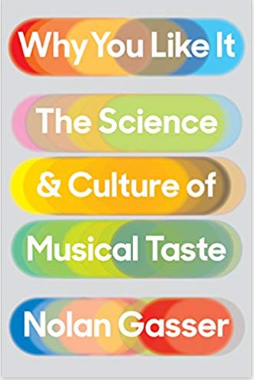 Why You Like It
The Science
& Culture of
Musical Taste
Nolan Gasser